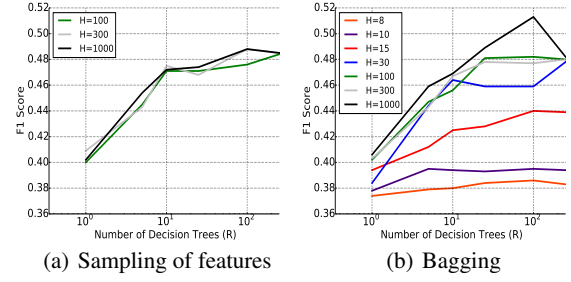 0.52
0.50
0.48
0.46
0.44
0.42
0.40
0.38
0.36
F1 Score
H=100
H=300
H=1000
10^0
10^1
10^2
Number of Decision Trees (R)
(a) Sampling of features
0.52
0.50
0.48
0.46
0.44
0.42
0.40
0.38
0.36
F1 Score
H=8
H=10
H=15
H=30
H=100
H=300
H=1000
10^0
10^1
10^2
Number of Decision Trees (R)
(b) Bagging